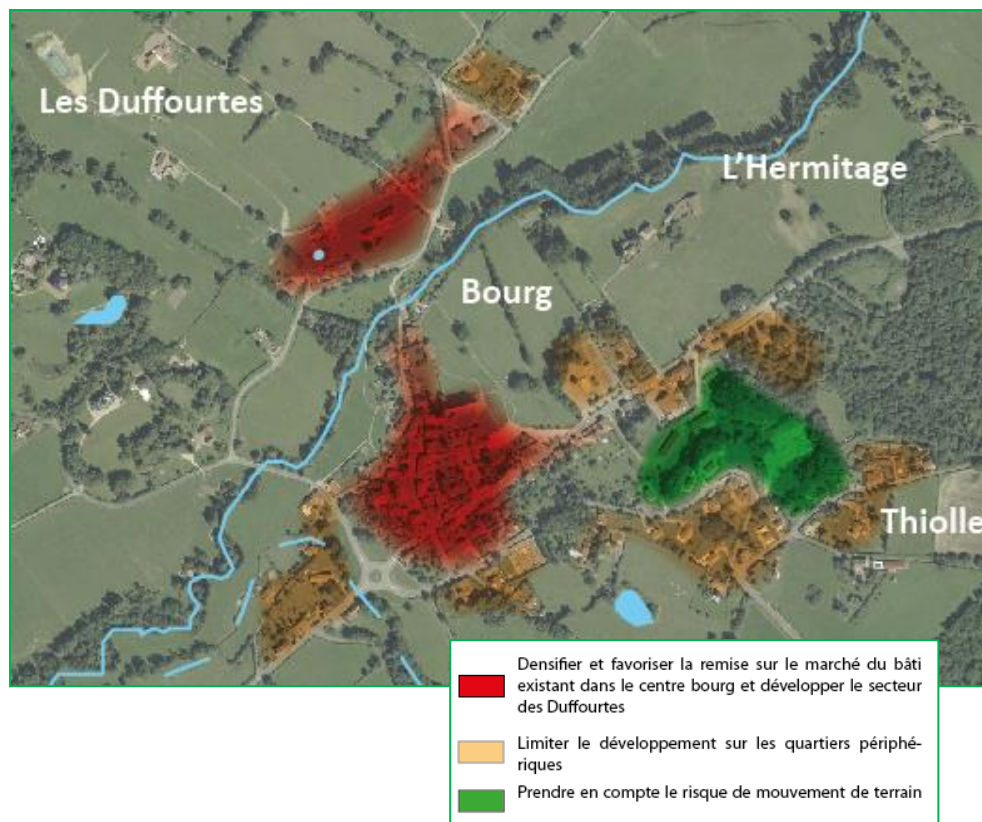 Les Duffourtes
L'Hermitage
Bourg
Thiolle
Densifier et favoriser la remise sur le marché du bâti
existant dans le centre bourg et développer le secteur
des Duffourtes
Limiter le développement sur les quartiers périphé-
riques
Prendre en compte le risque de mouvement de terrain